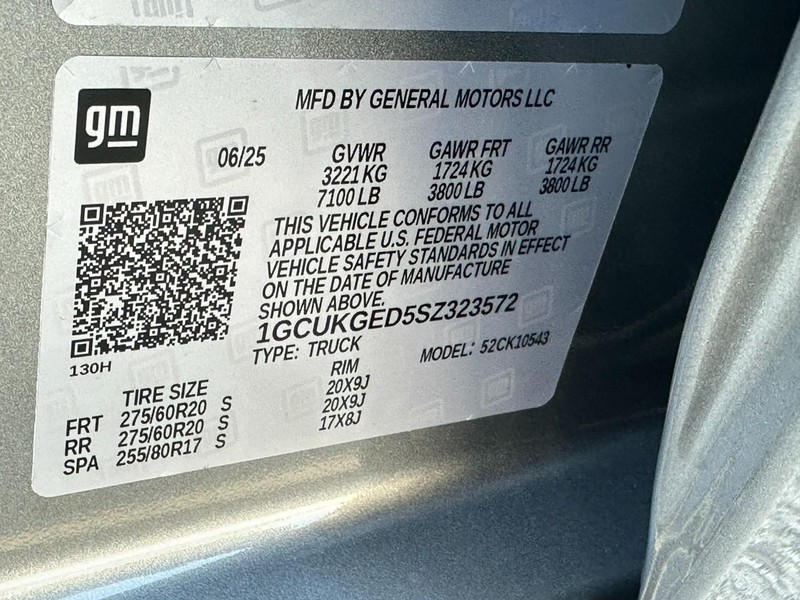 gm
MFD BY GENERAL MOTORS LLC
06/25 GVWR GAWR FRT GAWR RR
3221 KG 1724 KG 1724 KG
7100 LB 3800 LB 3800 LB
THIS VEHICLE CONFORMS TO ALL
APPLICABLE U.S. FEDERAL MOTOR
VEHICLE SAFETY STANDARDS IN EFFECT
ON THE DATE OF MANUFACTURE
SHOWN ABOVE.
1GCUKGED5SZ323572
TYPE: TRUCK MODEL: 52CK10543
130H
TIRE SIZE RIM
FRT 275/60R20 S 20X9J
RR 275/60R20 S 20X9J
SPA 255/80R17 S 17X8J